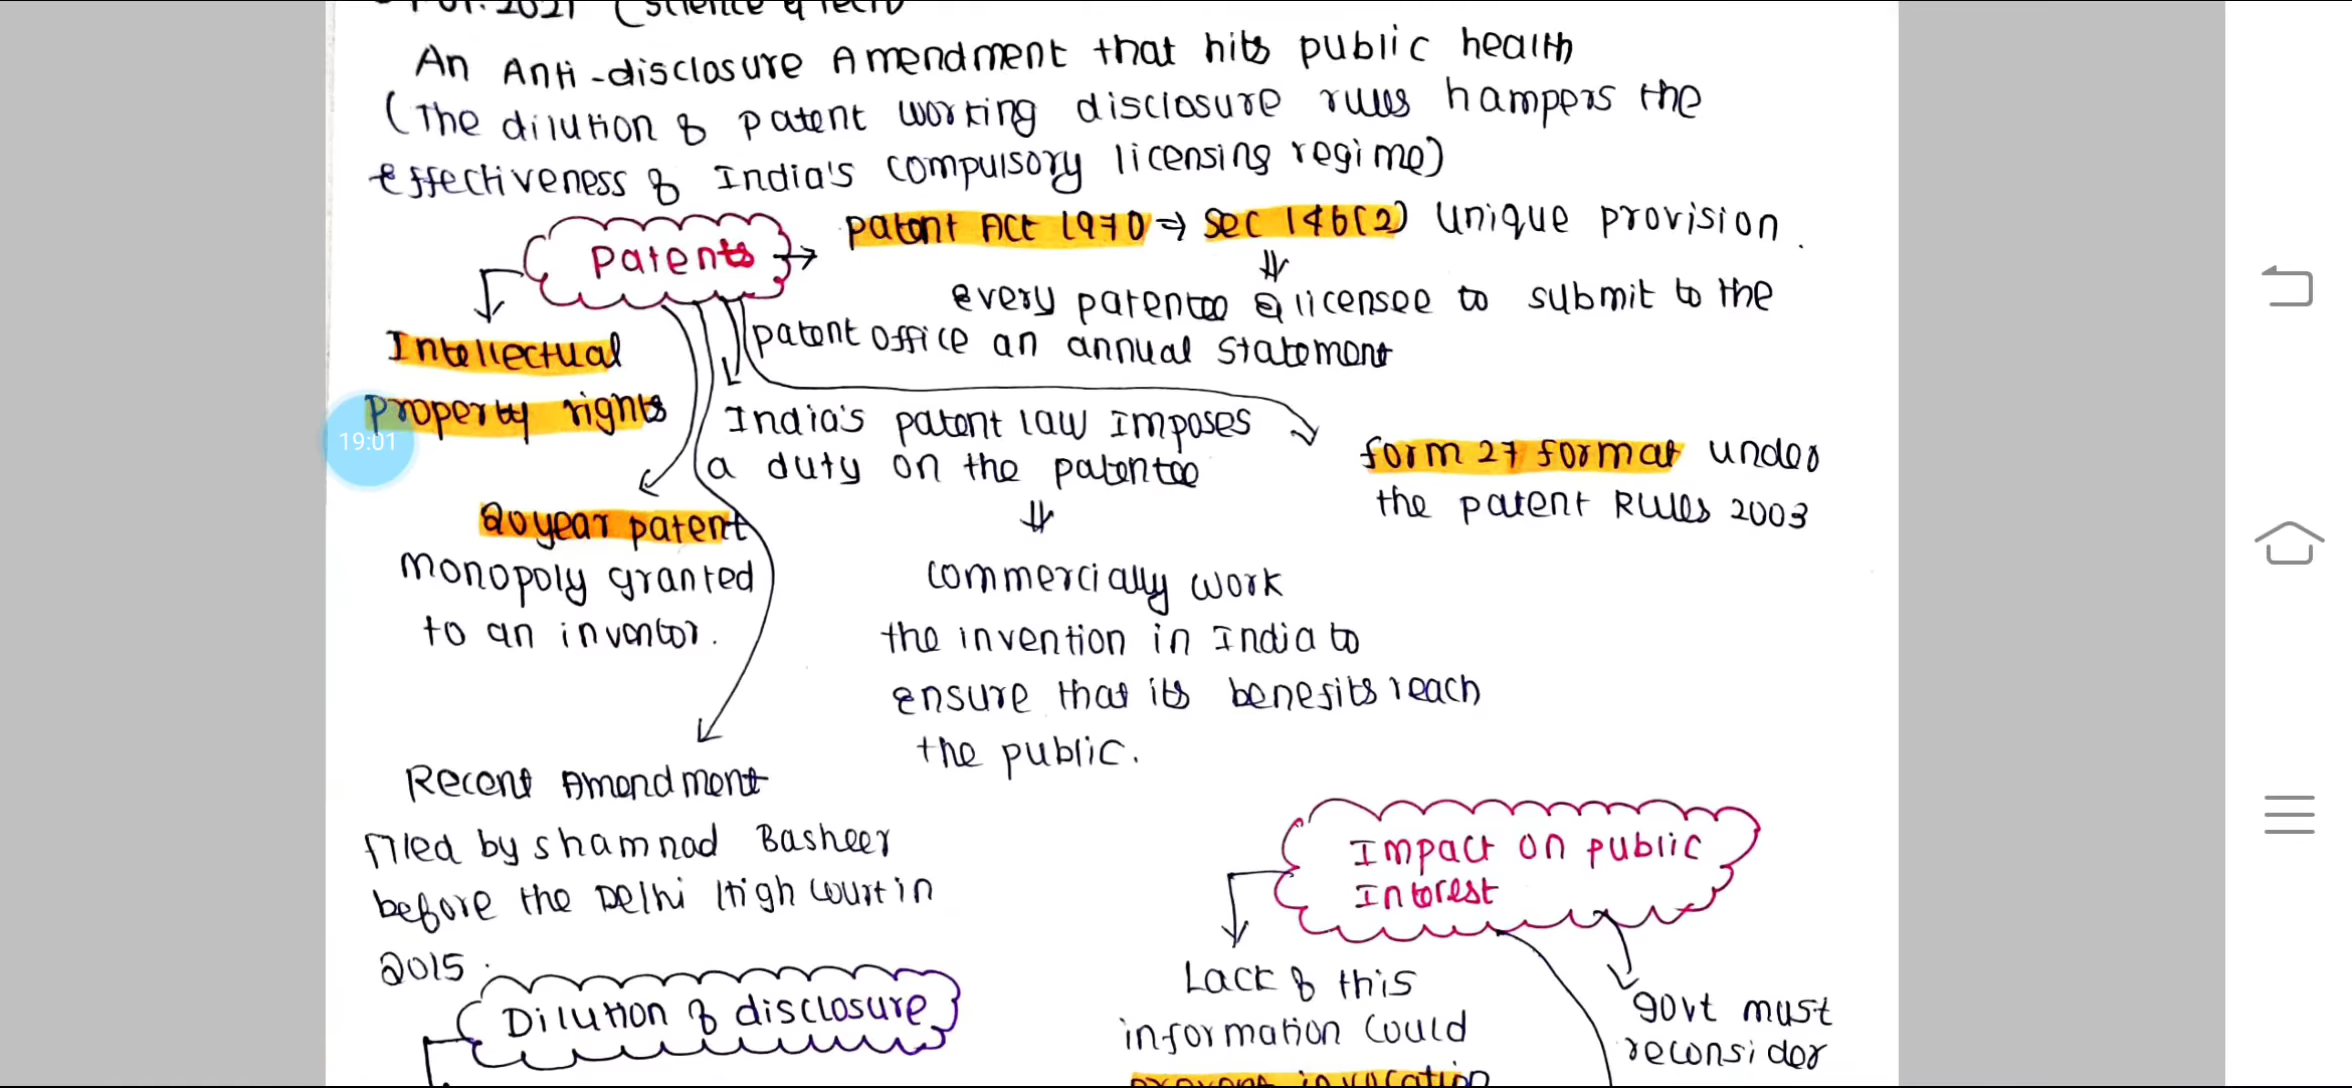 An Anti-disclosure Amendment that hits public health
(The dilution of patent working disclosure rules hampers the
effectiveness of India's compulsory licensing regime)
Patents
Patent Act 1970 → Sec 146(2) unique provision.
every patentee & licensee to submit to the
patent office an annual statement
Intellectual
Property rights
19:01
India's patent law imposes
a duty on the patentee
form 27 format under
the patent Rules 2003
20 year patent
monopoly granted
to an inventor.
commercially work
the invention in India to
ensure that its benefits reach
the public.
Recent Amendment
filed by shamnad Basheer
before the Delhi High court in
2015.
Impact on public
Interest
Dilution of disclosure
Lack of this
information could
govt must
reconsider